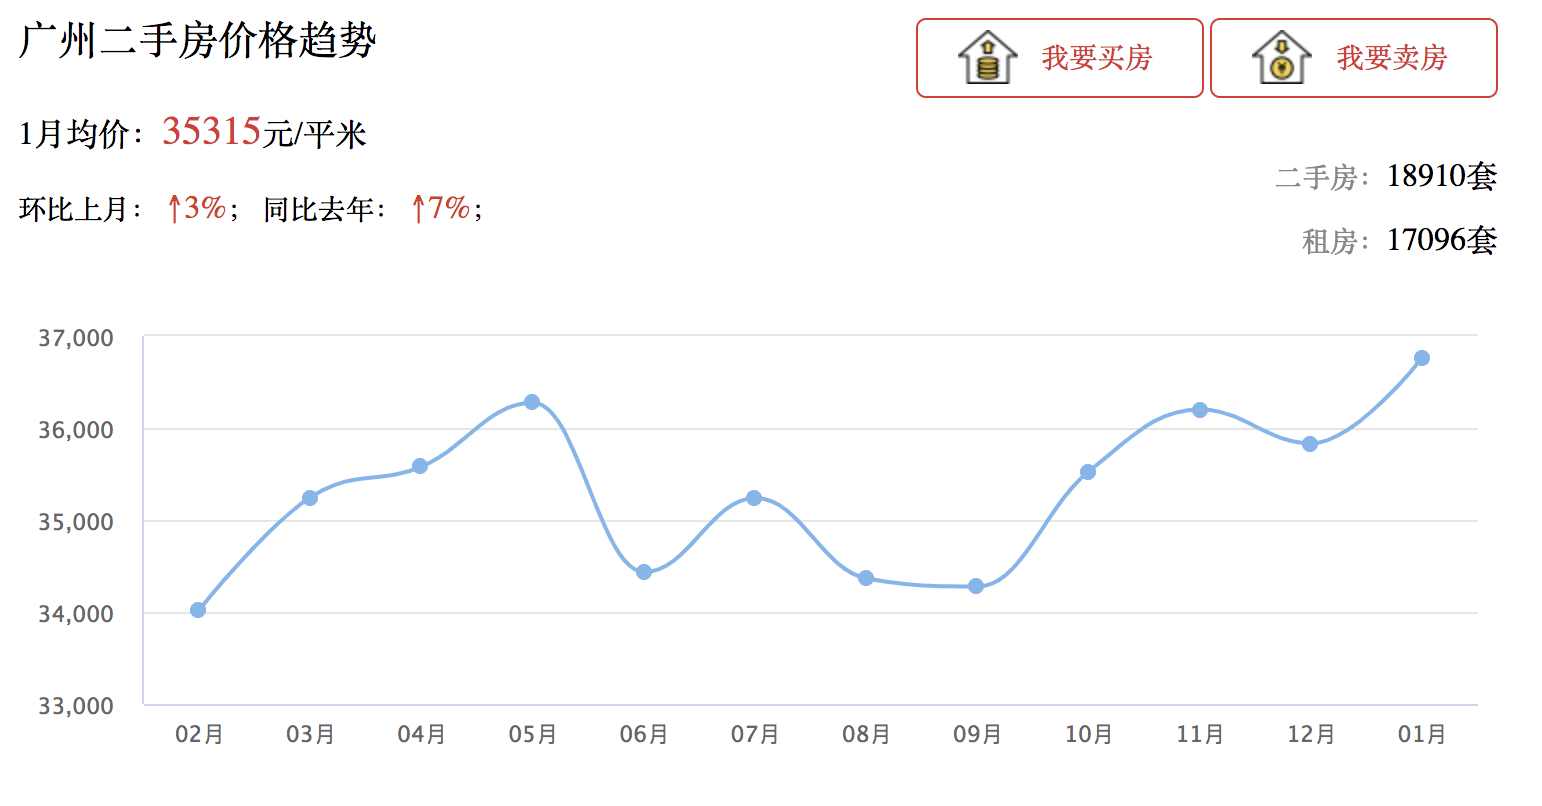 广州二手房价格趋势
我要买房
我要卖房
1月均价：35315元/平米
环比上月： ↑3%； 同比去年： ↑7%；
二手房：18910套
租房：17096套
37,000
36,000
35,000
34,000
33,000
02月 03月 04月 05月 06月 07月 08月 09月 10月 11月 12月 01月